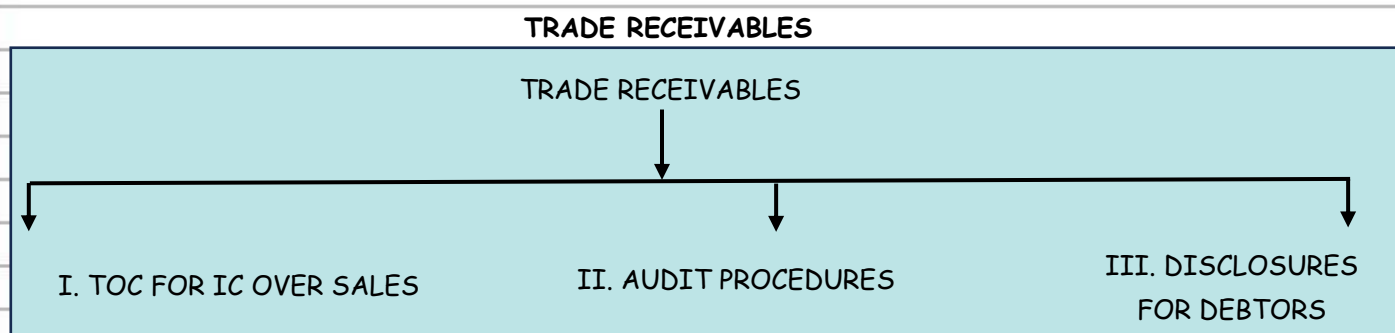 TRADE RECEIVABLES
TRADE RECEIVABLES
I. TOC FOR IC OVER SALES
II. AUDIT PROCEDURES
III. DISCLOSURES
FOR DEBTORS